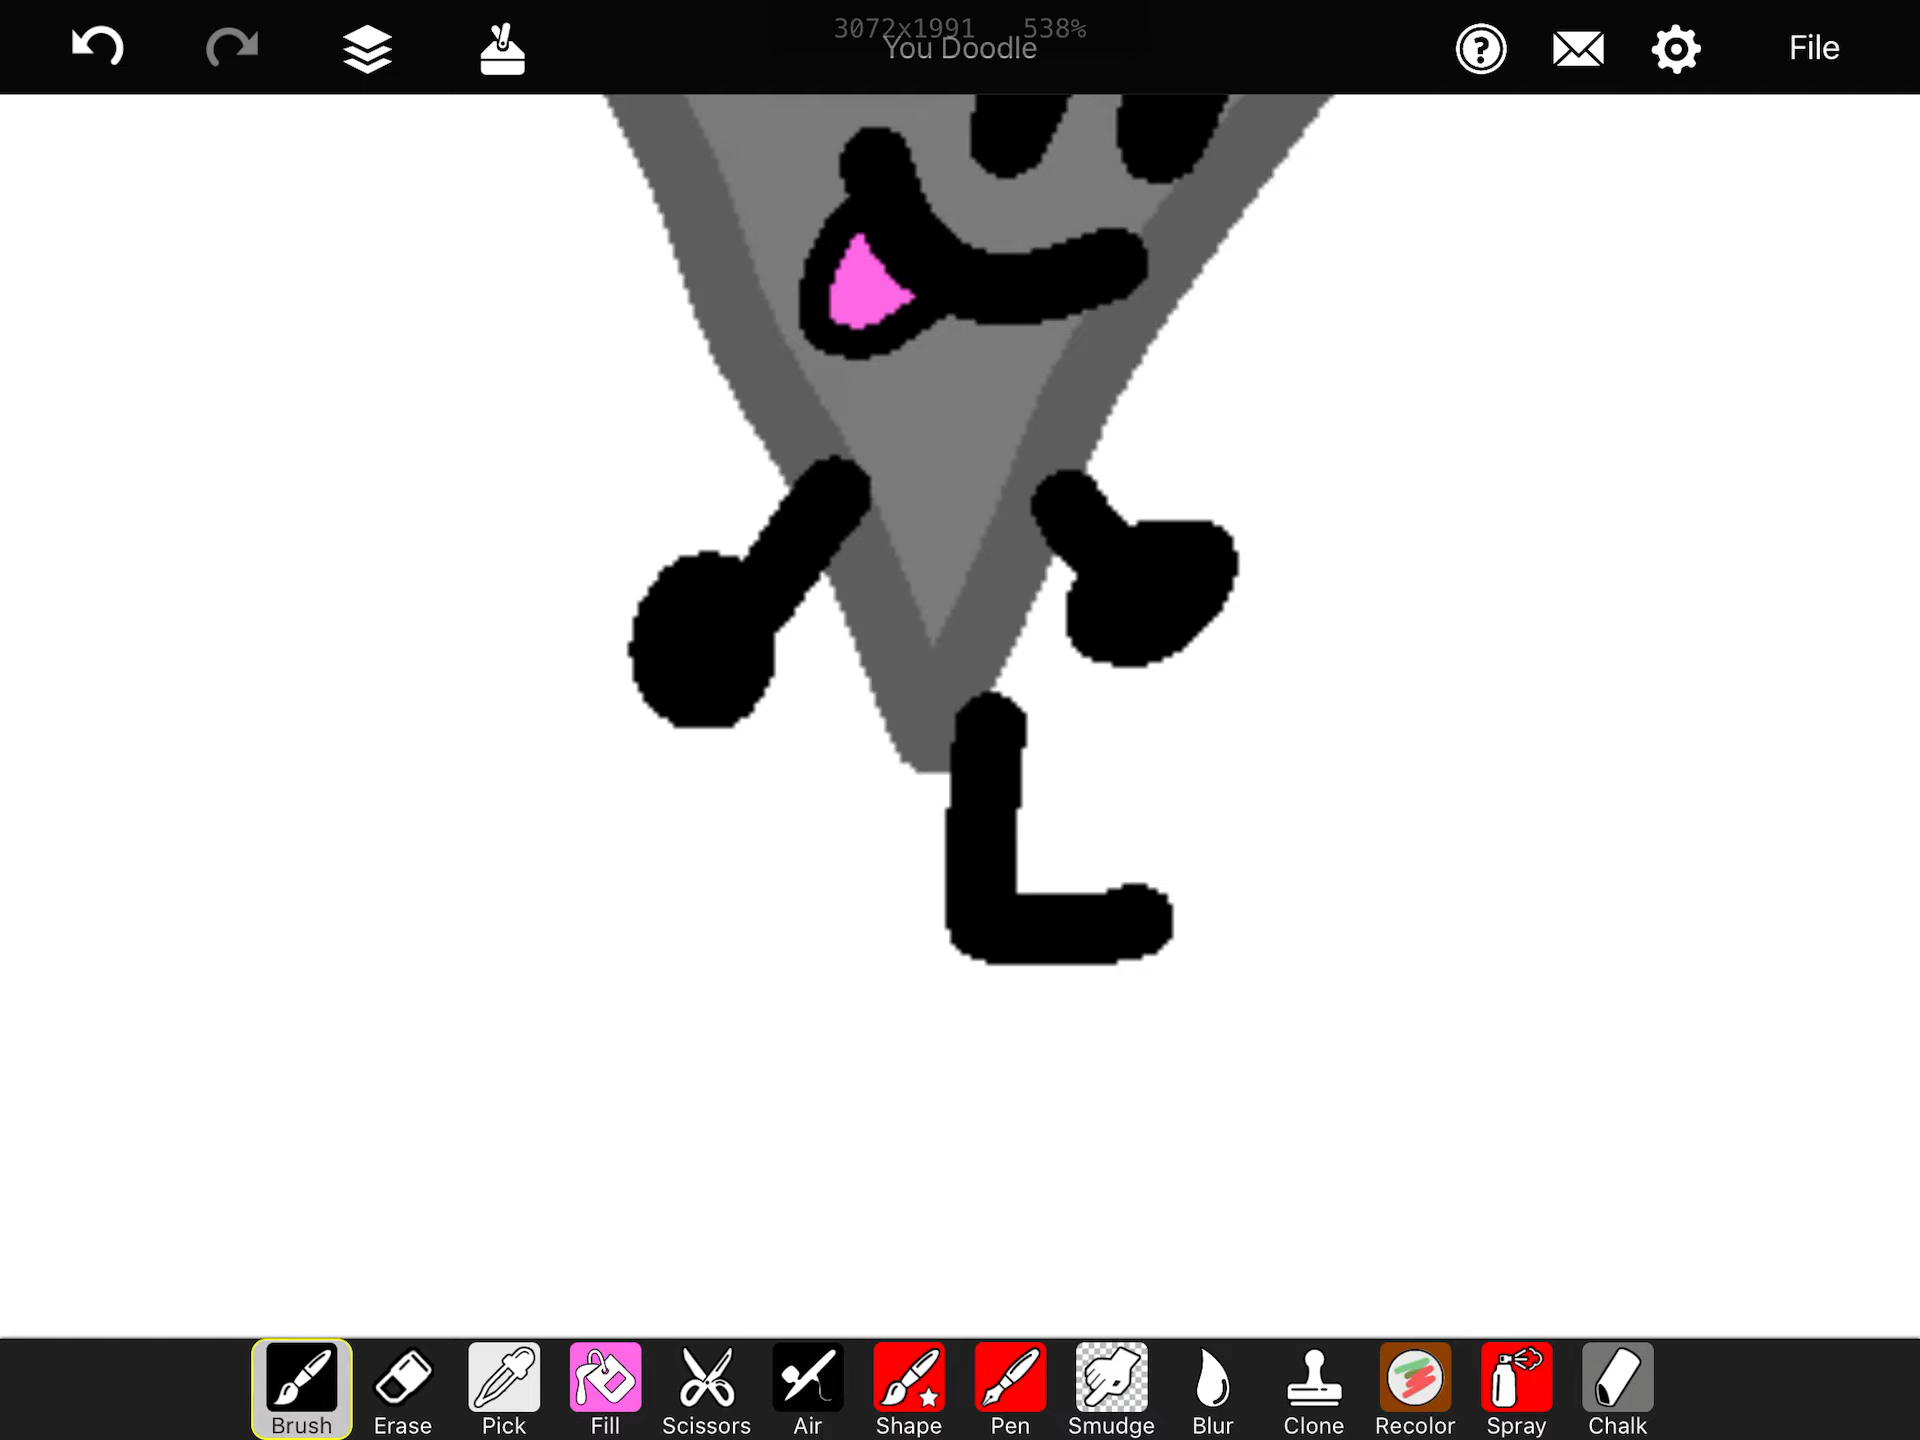 3072x1991 538%
You Doodle
File
Brush Erase Pick Fill Scissors Air Shape Pen Smudge Blur Clone Recolor Spray Chalk